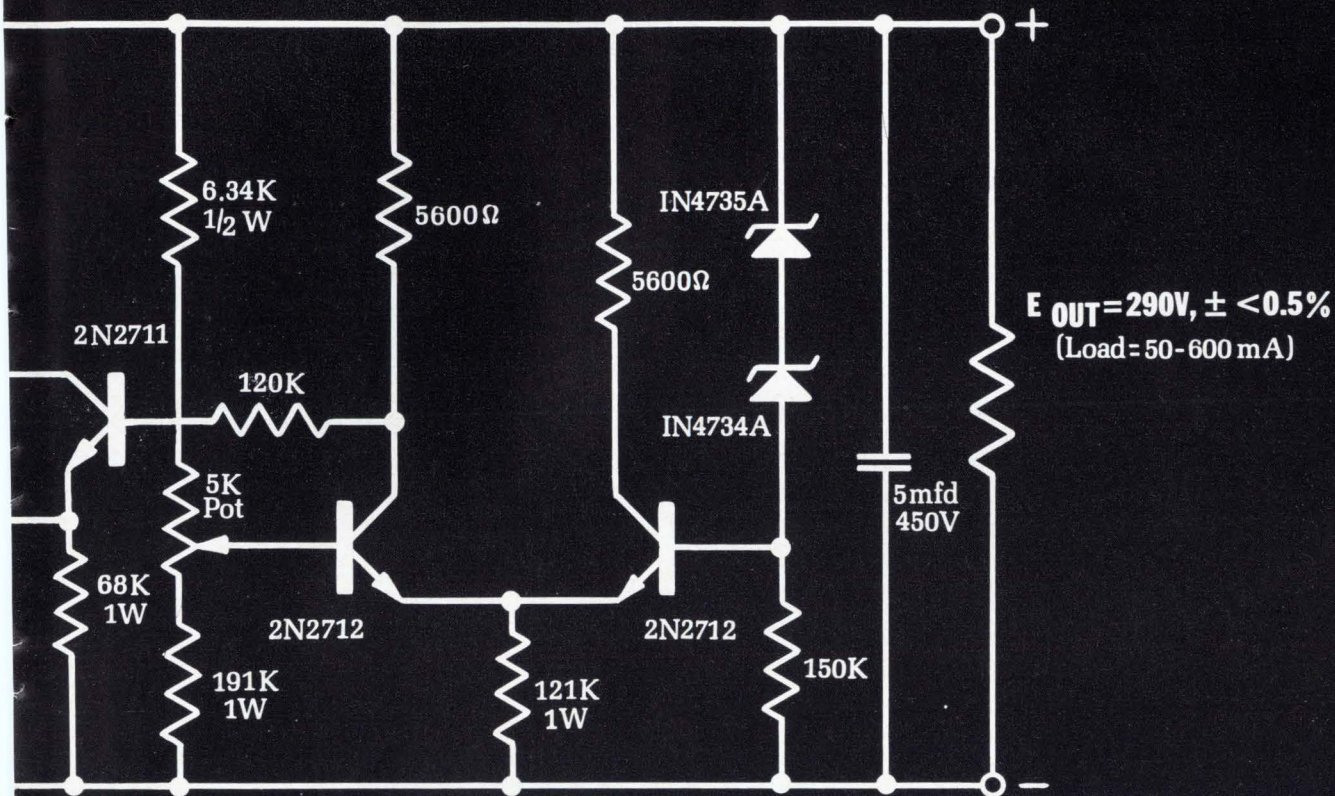 +
6.34K
1/2 W
5600Ω
IN4735A
5600Ω
E OUT=290V, ± <0.5%
(Load=50-600 mA)
2N2711
120K
IN4734A
5K
Pot
5mfd
450V
68K
1W
2N2712
2N2712
191K
1W
121K
1W
150K
−